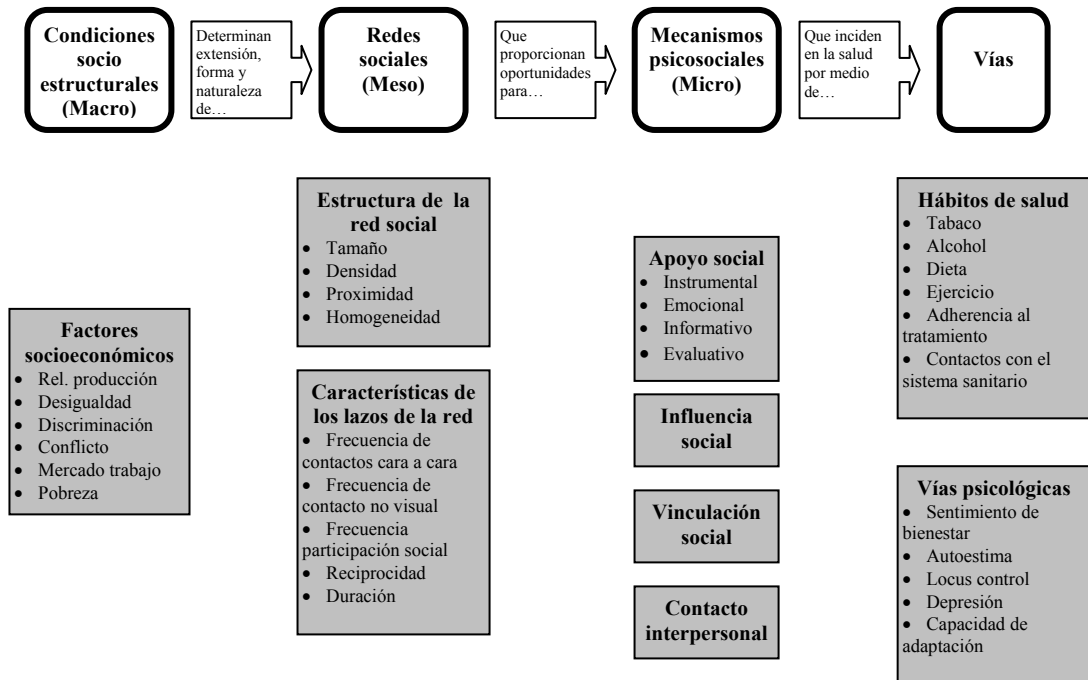 Condiciones
socio
estructurales
(Macro)
Determinan
extensión,
forma y
naturaleza
de…
Redes
sociales
(Meso)
Que
proporcionan
oportunidades
para…
Mecanismos
psicosociales
(Micro)
Que inciden
en la salud
por medio
de…
Vías
Factores
socioeconómicos
• Rel. producción
• Desigualdad
• Discriminación
• Conflicto
• Mercado trabajo
• Pobreza
Estructura de la
red social
• Tamaño
• Densidad
• Proximidad
• Homogeneidad
Características de
los lazos de la red
• Frecuencia de
contactos cara a cara
• Frecuencia de
contacto no visual
• Frecuencia
participación social
• Reciprocidad
• Duración
Apoyo social
• Instrumental
• Emocional
• Informativo
• Evaluativo
Influencia
social
Vinculación
social
Contacto
interpersonal
Hábitos de salud
• Tabaco
• Alcohol
• Dieta
• Ejercicio
• Adherencia al
tratamiento
• Contactos con el
sistema sanitario
Vías psicológicas
• Sentimiento de
bienestar
• Autoestima
• Locus control
• Depresión
• Capacidad de
adaptación